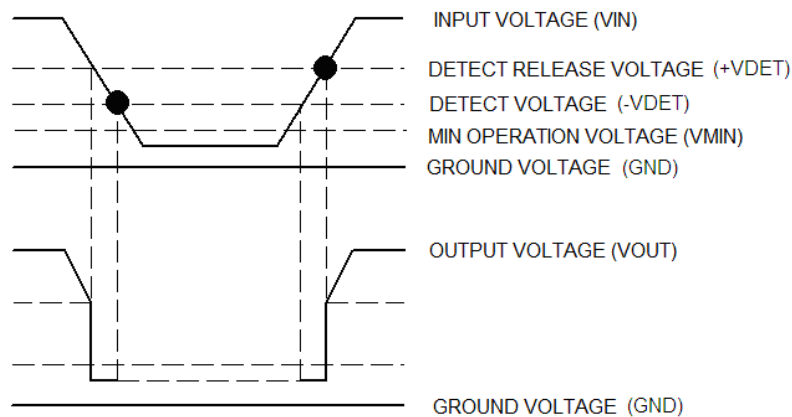 INPUT VOLTAGE (VIN)
DETECT RELEASE VOLTAGE (+VDET)
DETECT VOLTAGE (-VDET)
MIN OPERATION VOLTAGE (VMIN)
GROUND VOLTAGE (GND)
OUTPUT VOLTAGE (VOUT)
GROUND VOLTAGE (GND)